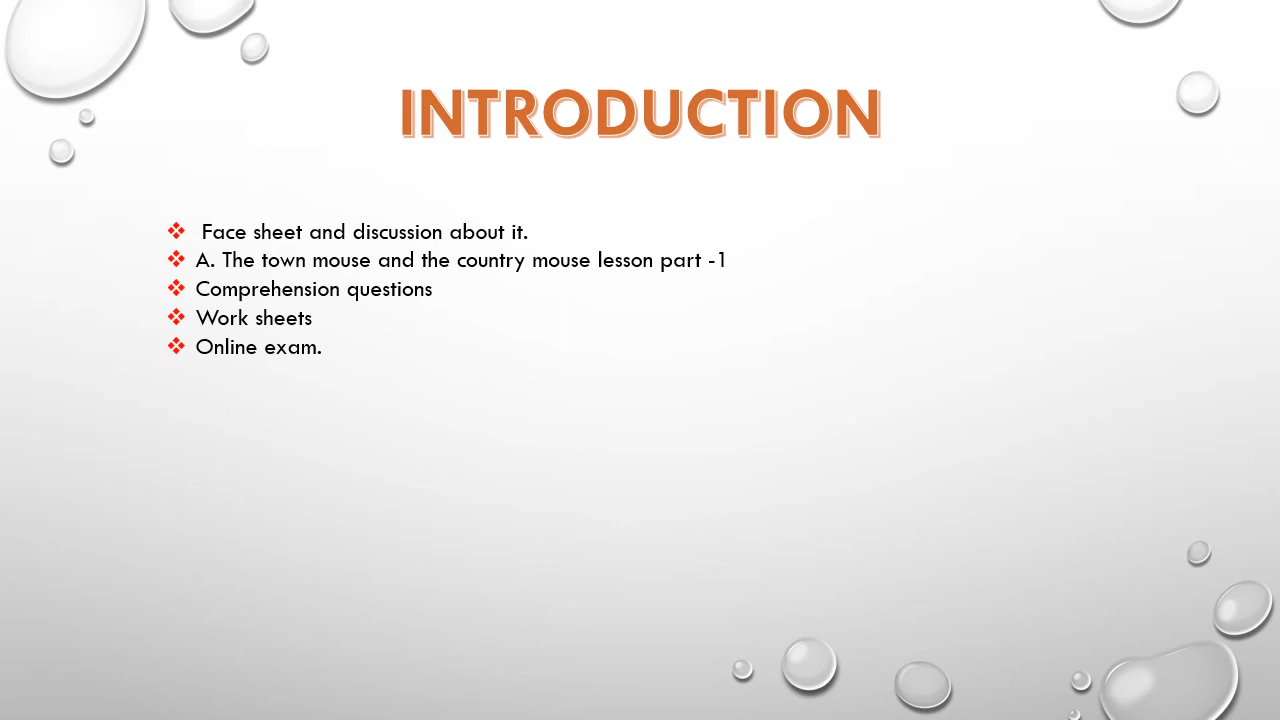 INTRODUCTION
❖ Face sheet and discussion about it.
❖ A. The town mouse and the country mouse lesson part -1
❖ Comprehension questions
❖ Work sheets
❖ Online exam.